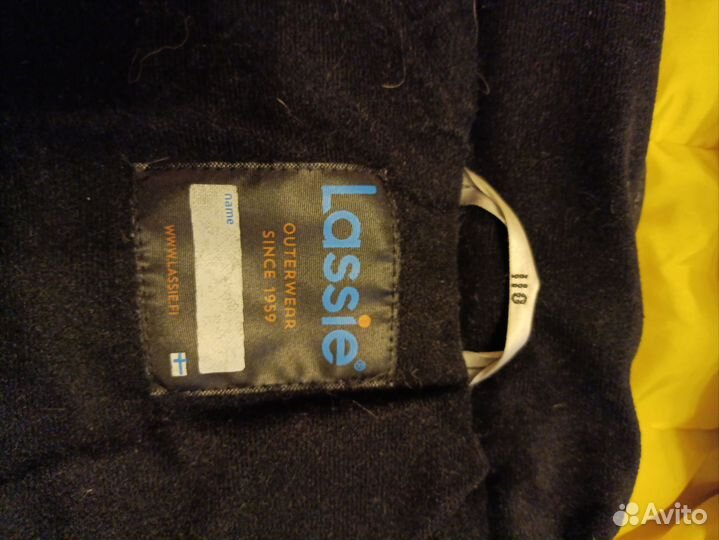 Lassie®
OUTERWEAR
SINCE 1959
name
WWW.LASSIE.FI
110
Avito